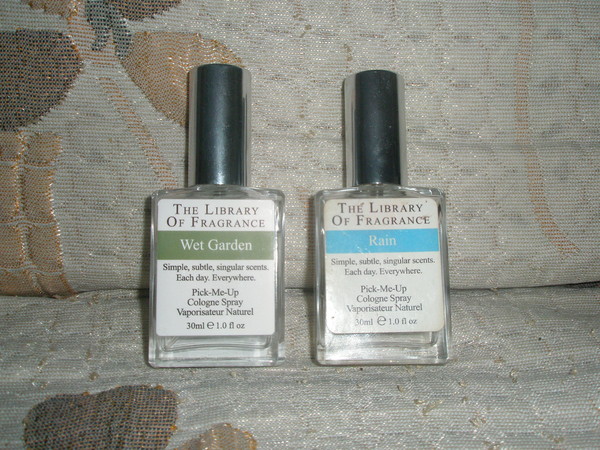 THE LIBRARY
OF FRAGRANCE
Wet Garden
Simple, subtle, singular scents.
Each day. Everywhere.
Pick-Me-Up
Cologne Spray
Vaporisateur Naturel
30ml ℮ 1.0 fl oz
THE LIBRARY
OF FRAGRANCE
Rain
Simple, subtle, singular scents.
Each day. Everywhere.
Pick-Me-Up
Cologne Spray
Vaporisateur Naturel
30ml ℮ 1.0 fl oz